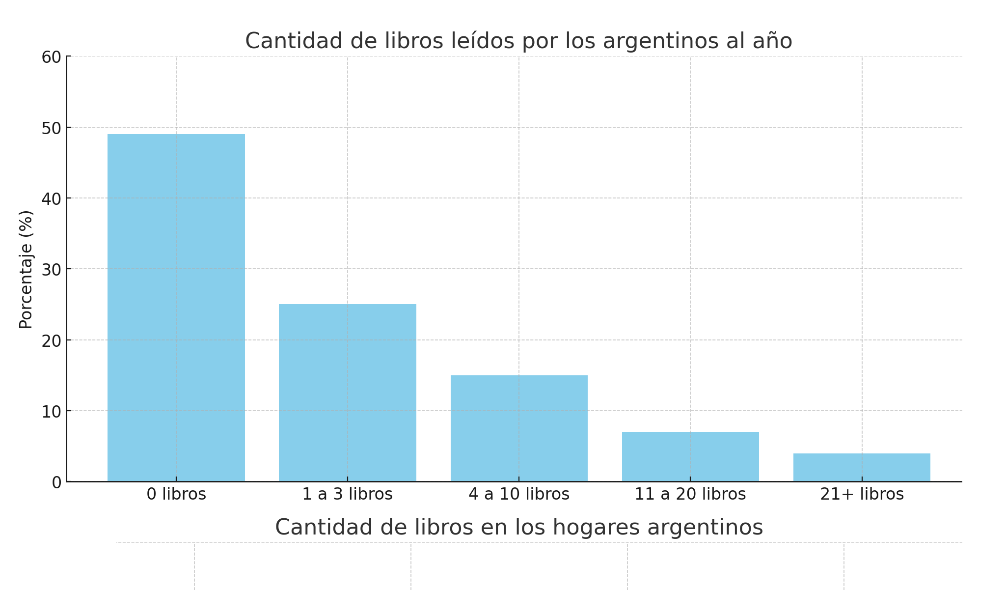 Cantidad de libros leídos por los argentinos al año
60
50
40
30
20
10
0
Porcentaje (%)
0 libros
1 a 3 libros
4 a 10 libros
11 a 20 libros
21+ libros
Cantidad de libros en los hogares argentinos